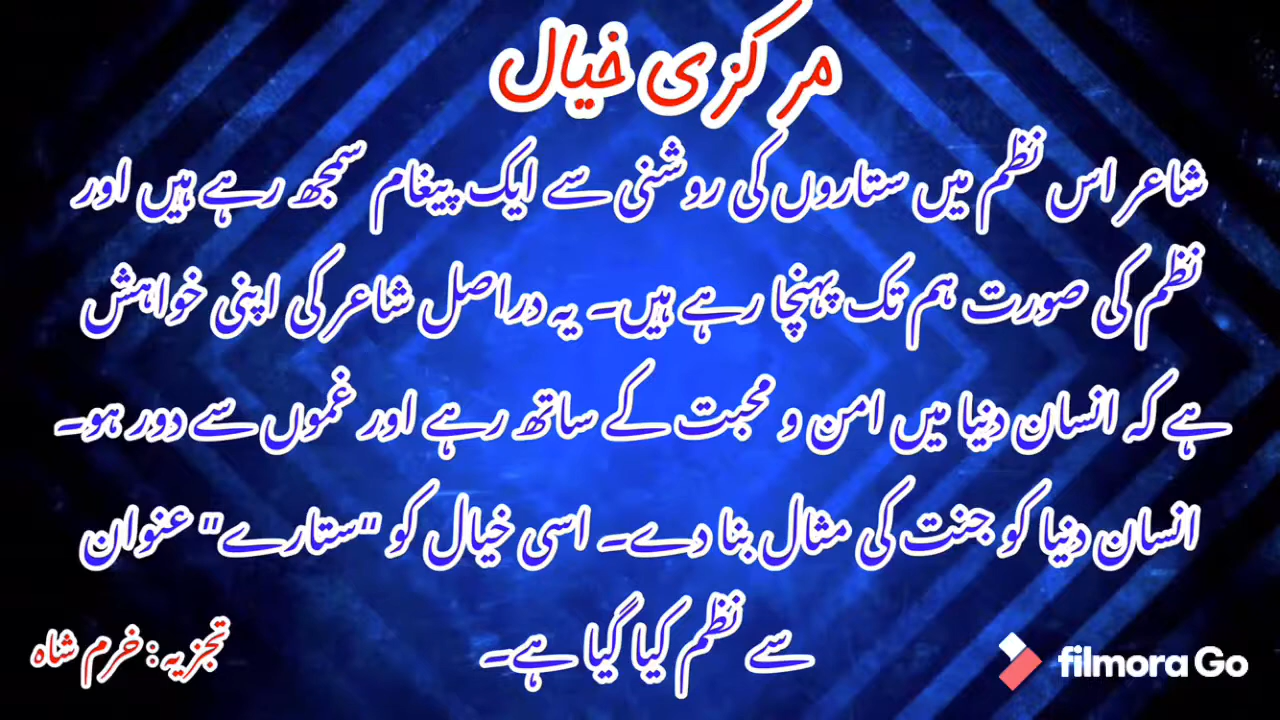 مرکزی خیال
شاعر اس نظم میں ستاروں کی روشنی سے ایک پیغام سمجھ رہے ہیں اور
نظم کی صورت ہم تک پہنچا رہے ہیں۔ یہ دراصل شاعر کی اپنی خواہش
ہے کہ انسان دنیا میں امن و محبت کے ساتھ رہے اور غموں سے دور ہو۔
انسان دنیا کو جنت کی مثال بنا دے۔ اسی خیال کو "ستارے" عنوان
سے نظم کیا گیا ہے۔
تجزیہ : خرم شاہ
filmora Go